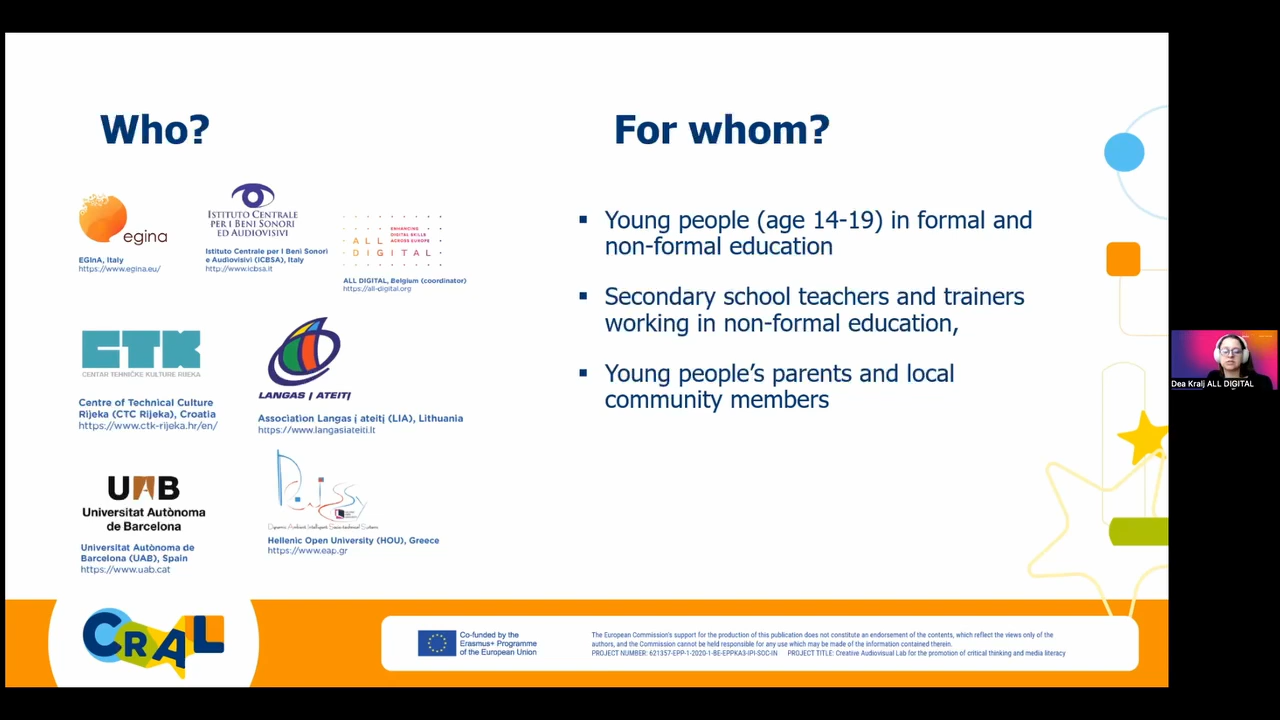 Who?
egina
EGInA, Italy
https://www.egina.eu/
ISTITUTO CENTRALE
PER I BENI SONORI
ED AUDIOVISIVI
Istituto Centrale per i Beni Sonori
e Audiovisivi (ICBSA), Italy
http://www.icbsa.it
ENHANCING
DIGITAL SKILLS
ACROSS EUROPE
ALL
DIGITAL
ALL DIGITAL, Belgium (coordinator)
https://all-digital.org
CTK
CENTAR TEHNIČKE KULTURE RIJEKA
Centre of Technical Culture
Rijeka (CTC Rijeka), Croatia
https://www.ctk-rijeka.hr/en/
LANGAS Į ATEITĮ
Association Langas į ateitį (LIA), Lithuania
https://www.langasiateiti.lt
UAB
Universitat Autònoma
de Barcelona
Universitat Autònoma de
Barcelona (UAB), Spain
https://www.uab.cat
Daissy
Dynamic Ambient Intelligent Sociotechnical Systems
Hellenic Open University (HOU), Greece
https://www.eap.gr
For whom?
▪ Young people (age 14-19) in formal and
non-formal education
▪ Secondary school teachers and trainers
working in non-formal education,
▪ Young people's parents and local
community members
Dea Kralj ALL DIGITAL
CRAL
Co-funded by the
Erasmus+ Programme
of the European Union
The European Commission's support for the production of this publication does not constitute an endorsement of the contents, which reflect the views only of the
authors, and the Commission cannot be held responsible for any use which may be made of the information contained therein.
PROJECT NUMBER: 621357-EPP-1-2020-1-BE-EPPKA3-IPI-SOC-IN PROJECT TITLE: Creative Audiovisual Lab for the promotion of critical thinking and media literacy